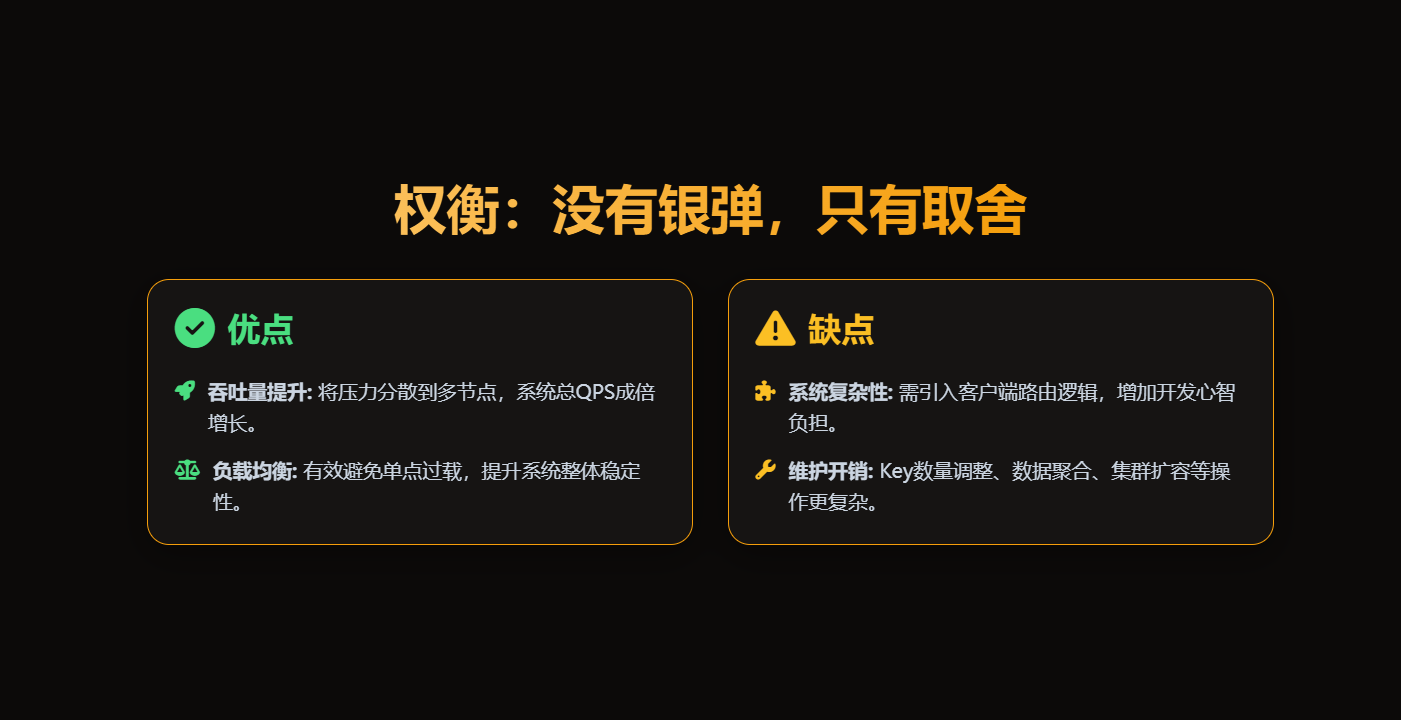 权衡：没有银弹，只有取舍
优点
吞吐量提升: 将压力分散到多节点，系统总QPS成倍
增长。
负载均衡: 有效避免单点过载，提升系统整体稳定
性。
缺点
系统复杂性: 需引入客户端路由逻辑，增加开发心智
负担。
维护开销: Key数量调整、数据聚合、集群扩容等操
作更复杂。